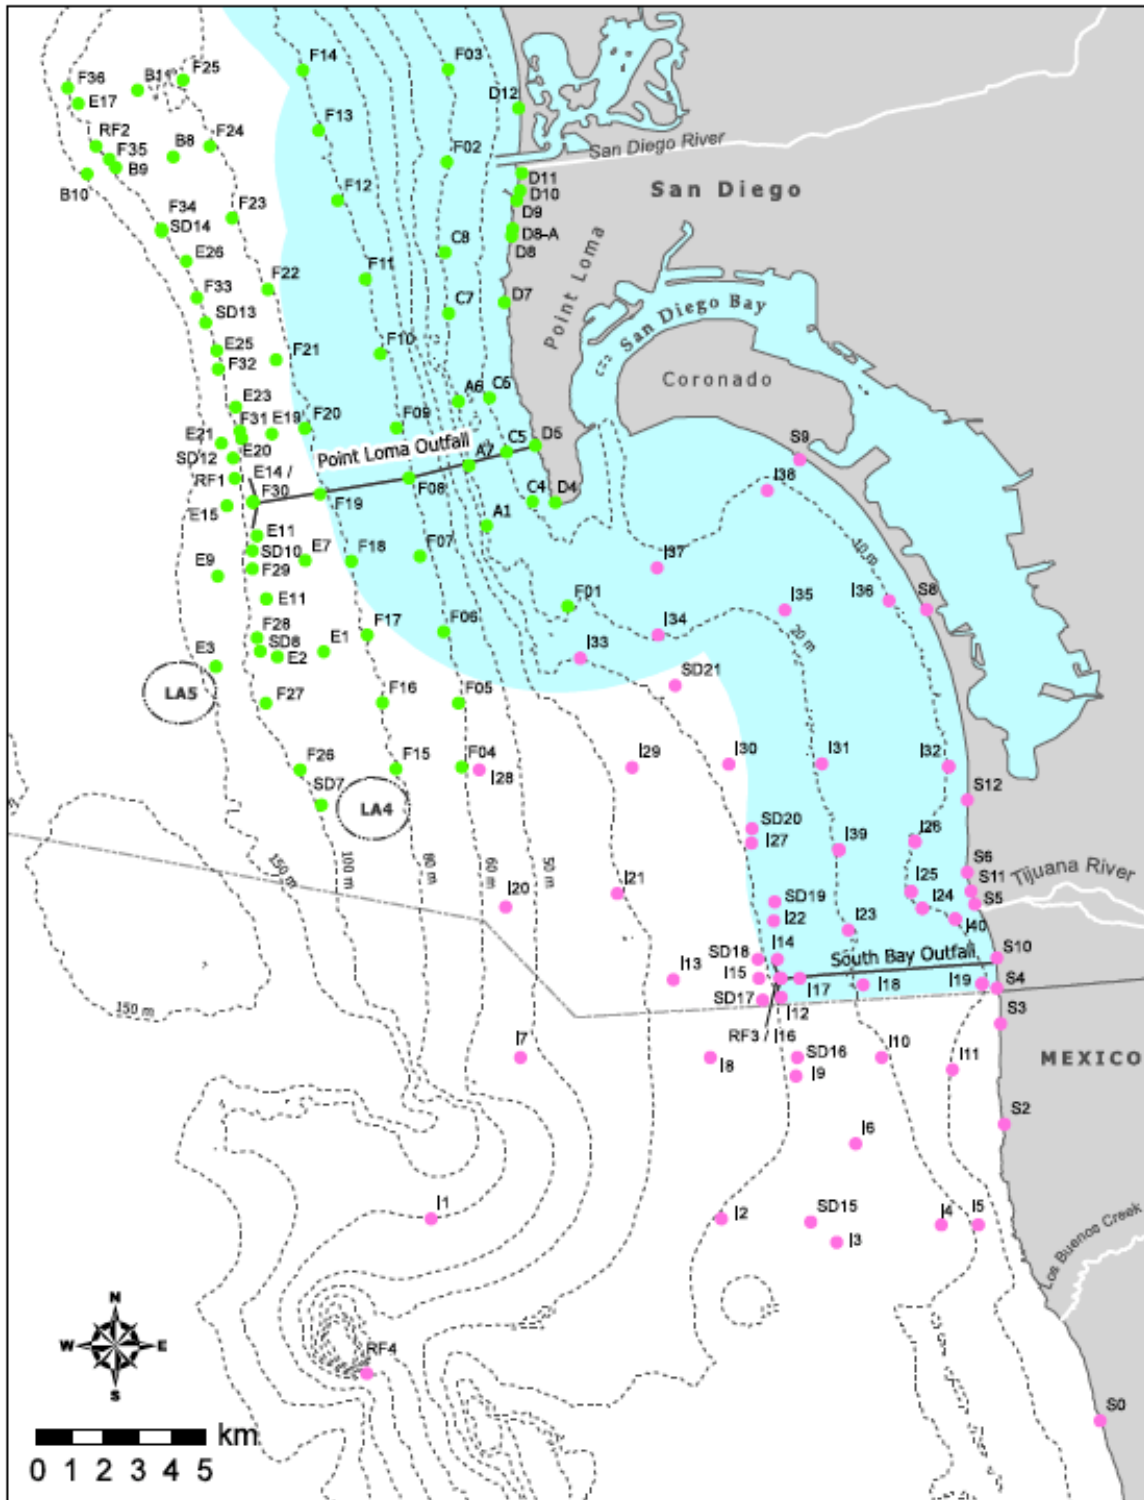 F14
F03
F36
B11
F25
E17
D12
F13
RF2
F35
B8
F24
F02
San Diego River
B9
B10
D11
San Diego
D10
F12
F34
F23
D9
SD14
D8-A
C8
D8
E26
F11
F22
Point Loma
F33
C7
D7
San Diego Bay
SD13
E25
F21
F10
F32
Coronado
A6
C6
E23
F31
E19
F20
F09
E21
E20
Point Loma Outfall
A7
C5
D5
S9
SD12
E14 /
RF1
F30
F19
F08
C4
D4
I38
E15
A1
E11
SD10
E7
F18
F07
I37
40 m
E9
F29
E11
F01
I35
I36
S8
F28
F17
F06
I34
20 m
SD8
E1
E3
E2
I33
LA5
SD21
F27
F16
F05
F26
F15
F04
I29
I30
I31
I32
SD7
I28
LA4
S12
SD20
I27
I39
I26
150 m
100 m
80 m
60 m
50 m
S6
I25
S11
Tijuana River
I20
I21
SD19
I24
S5
I22
I23
I40
SD18
I14
South Bay Outfall
S10
I13
I15
I17
I18
I19
S4
150 m
SD17
I12
S3
RF3 /
I16
I7
I8
SD16
I10
I11
MEXICO
I9
S2
I6
I1
I2
SD15
I4
I5
I3
Los Buenos Creek
N
W
E
S
RF4
S0
km
0 1 2 3 4 5